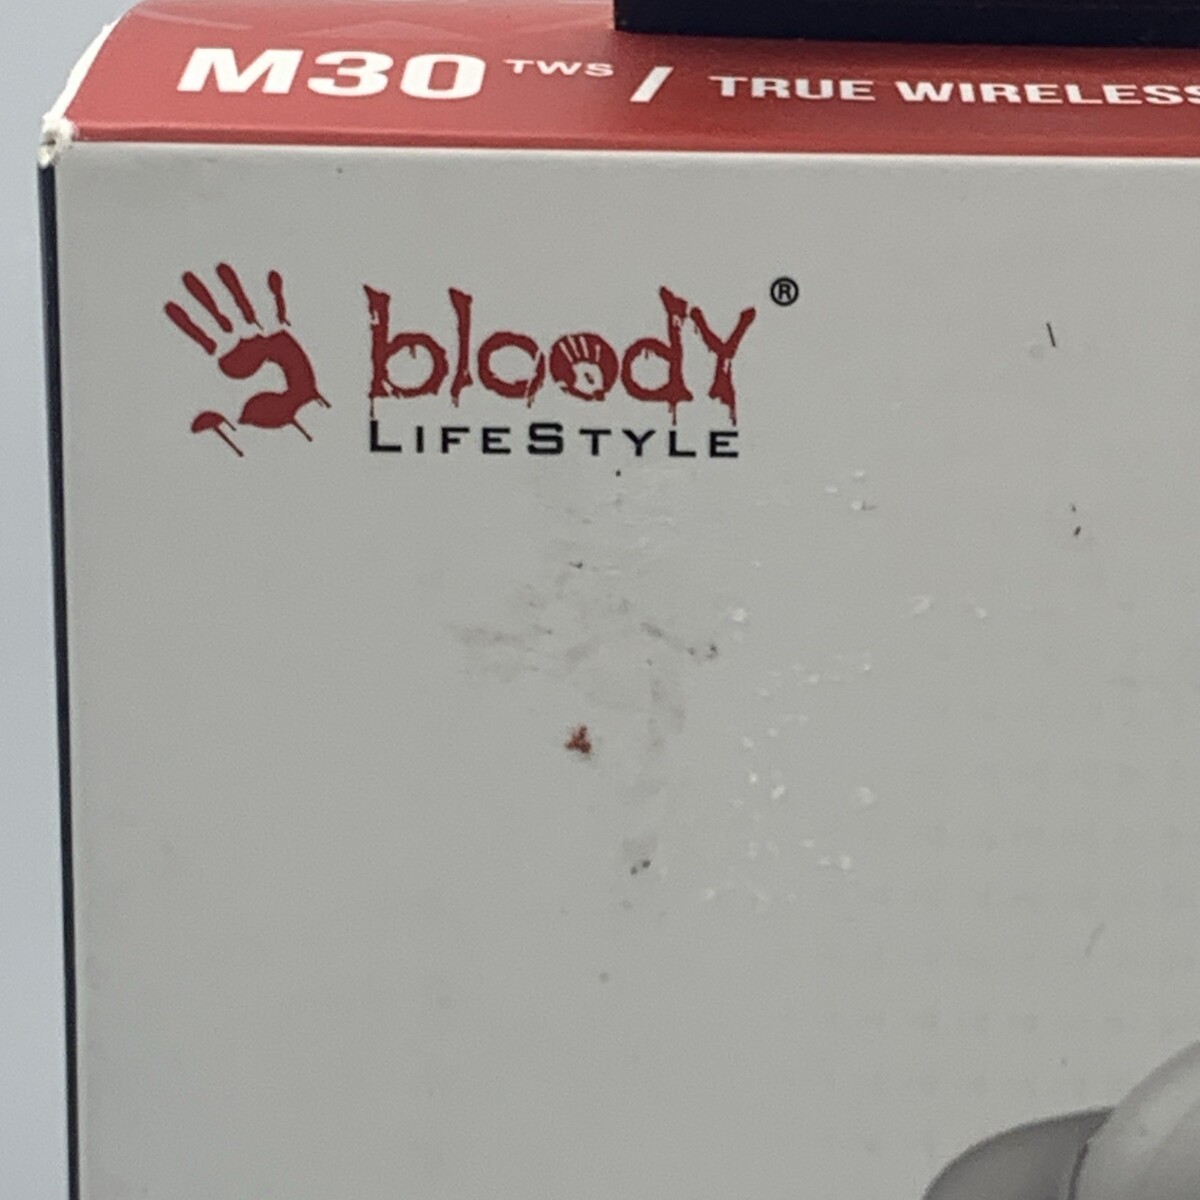 M30 TWS / TRUE WIRELESS
bloody®
LIFESTYLE